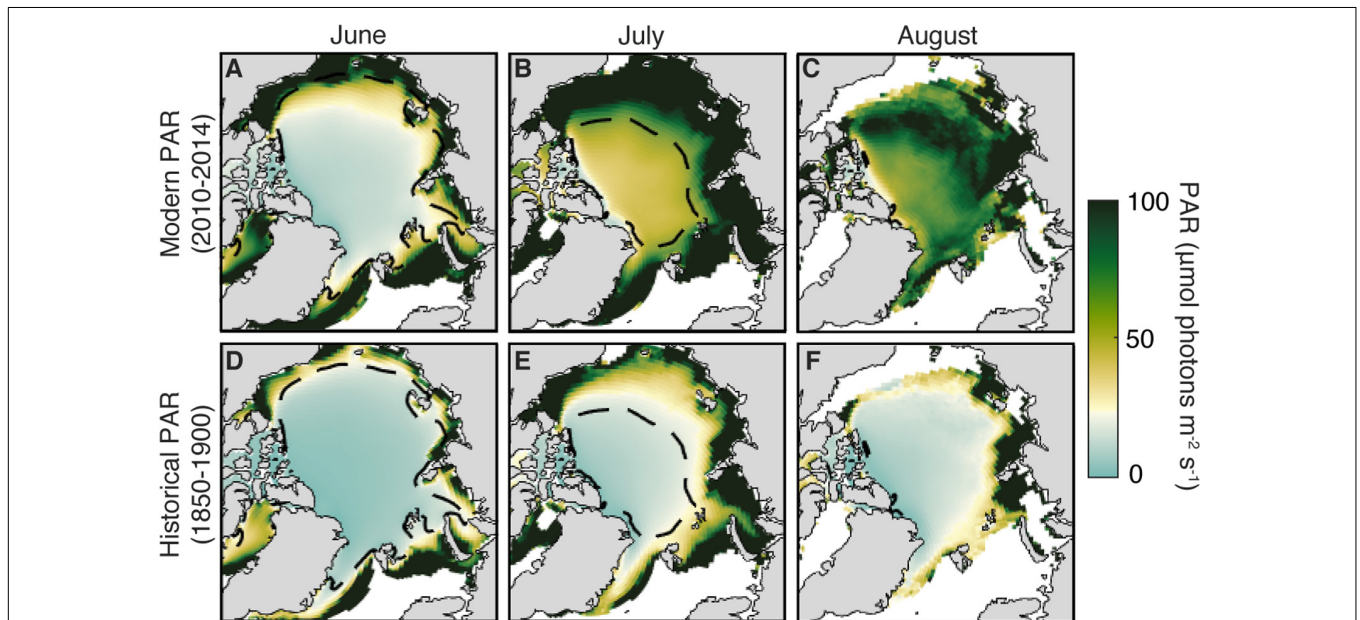 June
July
August
A
B
C
Modern PAR
(2010-2014)
D
E
F
Historical PAR
(1850-1900)
100
50
0
PAR (µmol photons m⁻² s⁻¹)